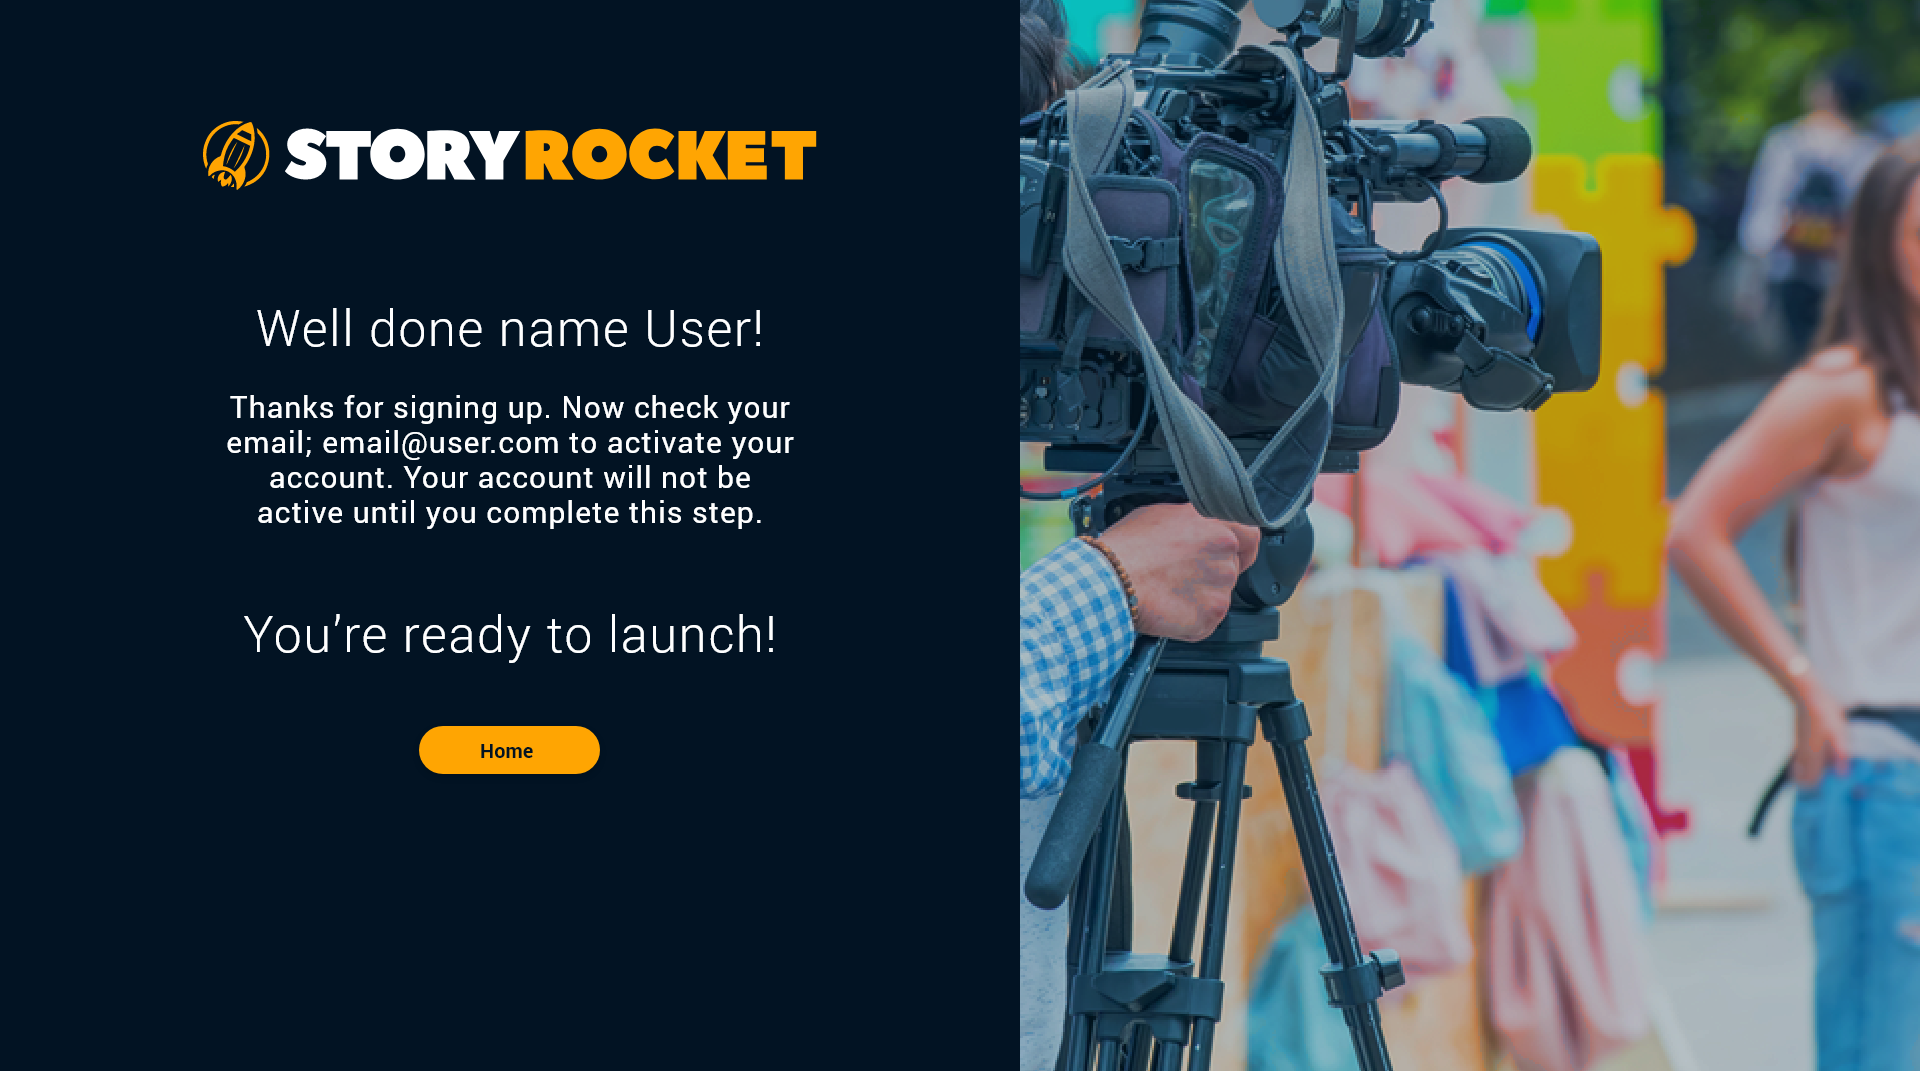 STORYROCKET
Well done name User!
Thanks for signing up. Now check your
email; email@user.com to activate your
account. Your account will not be
active until you complete this step.
You’re ready to launch!
Home